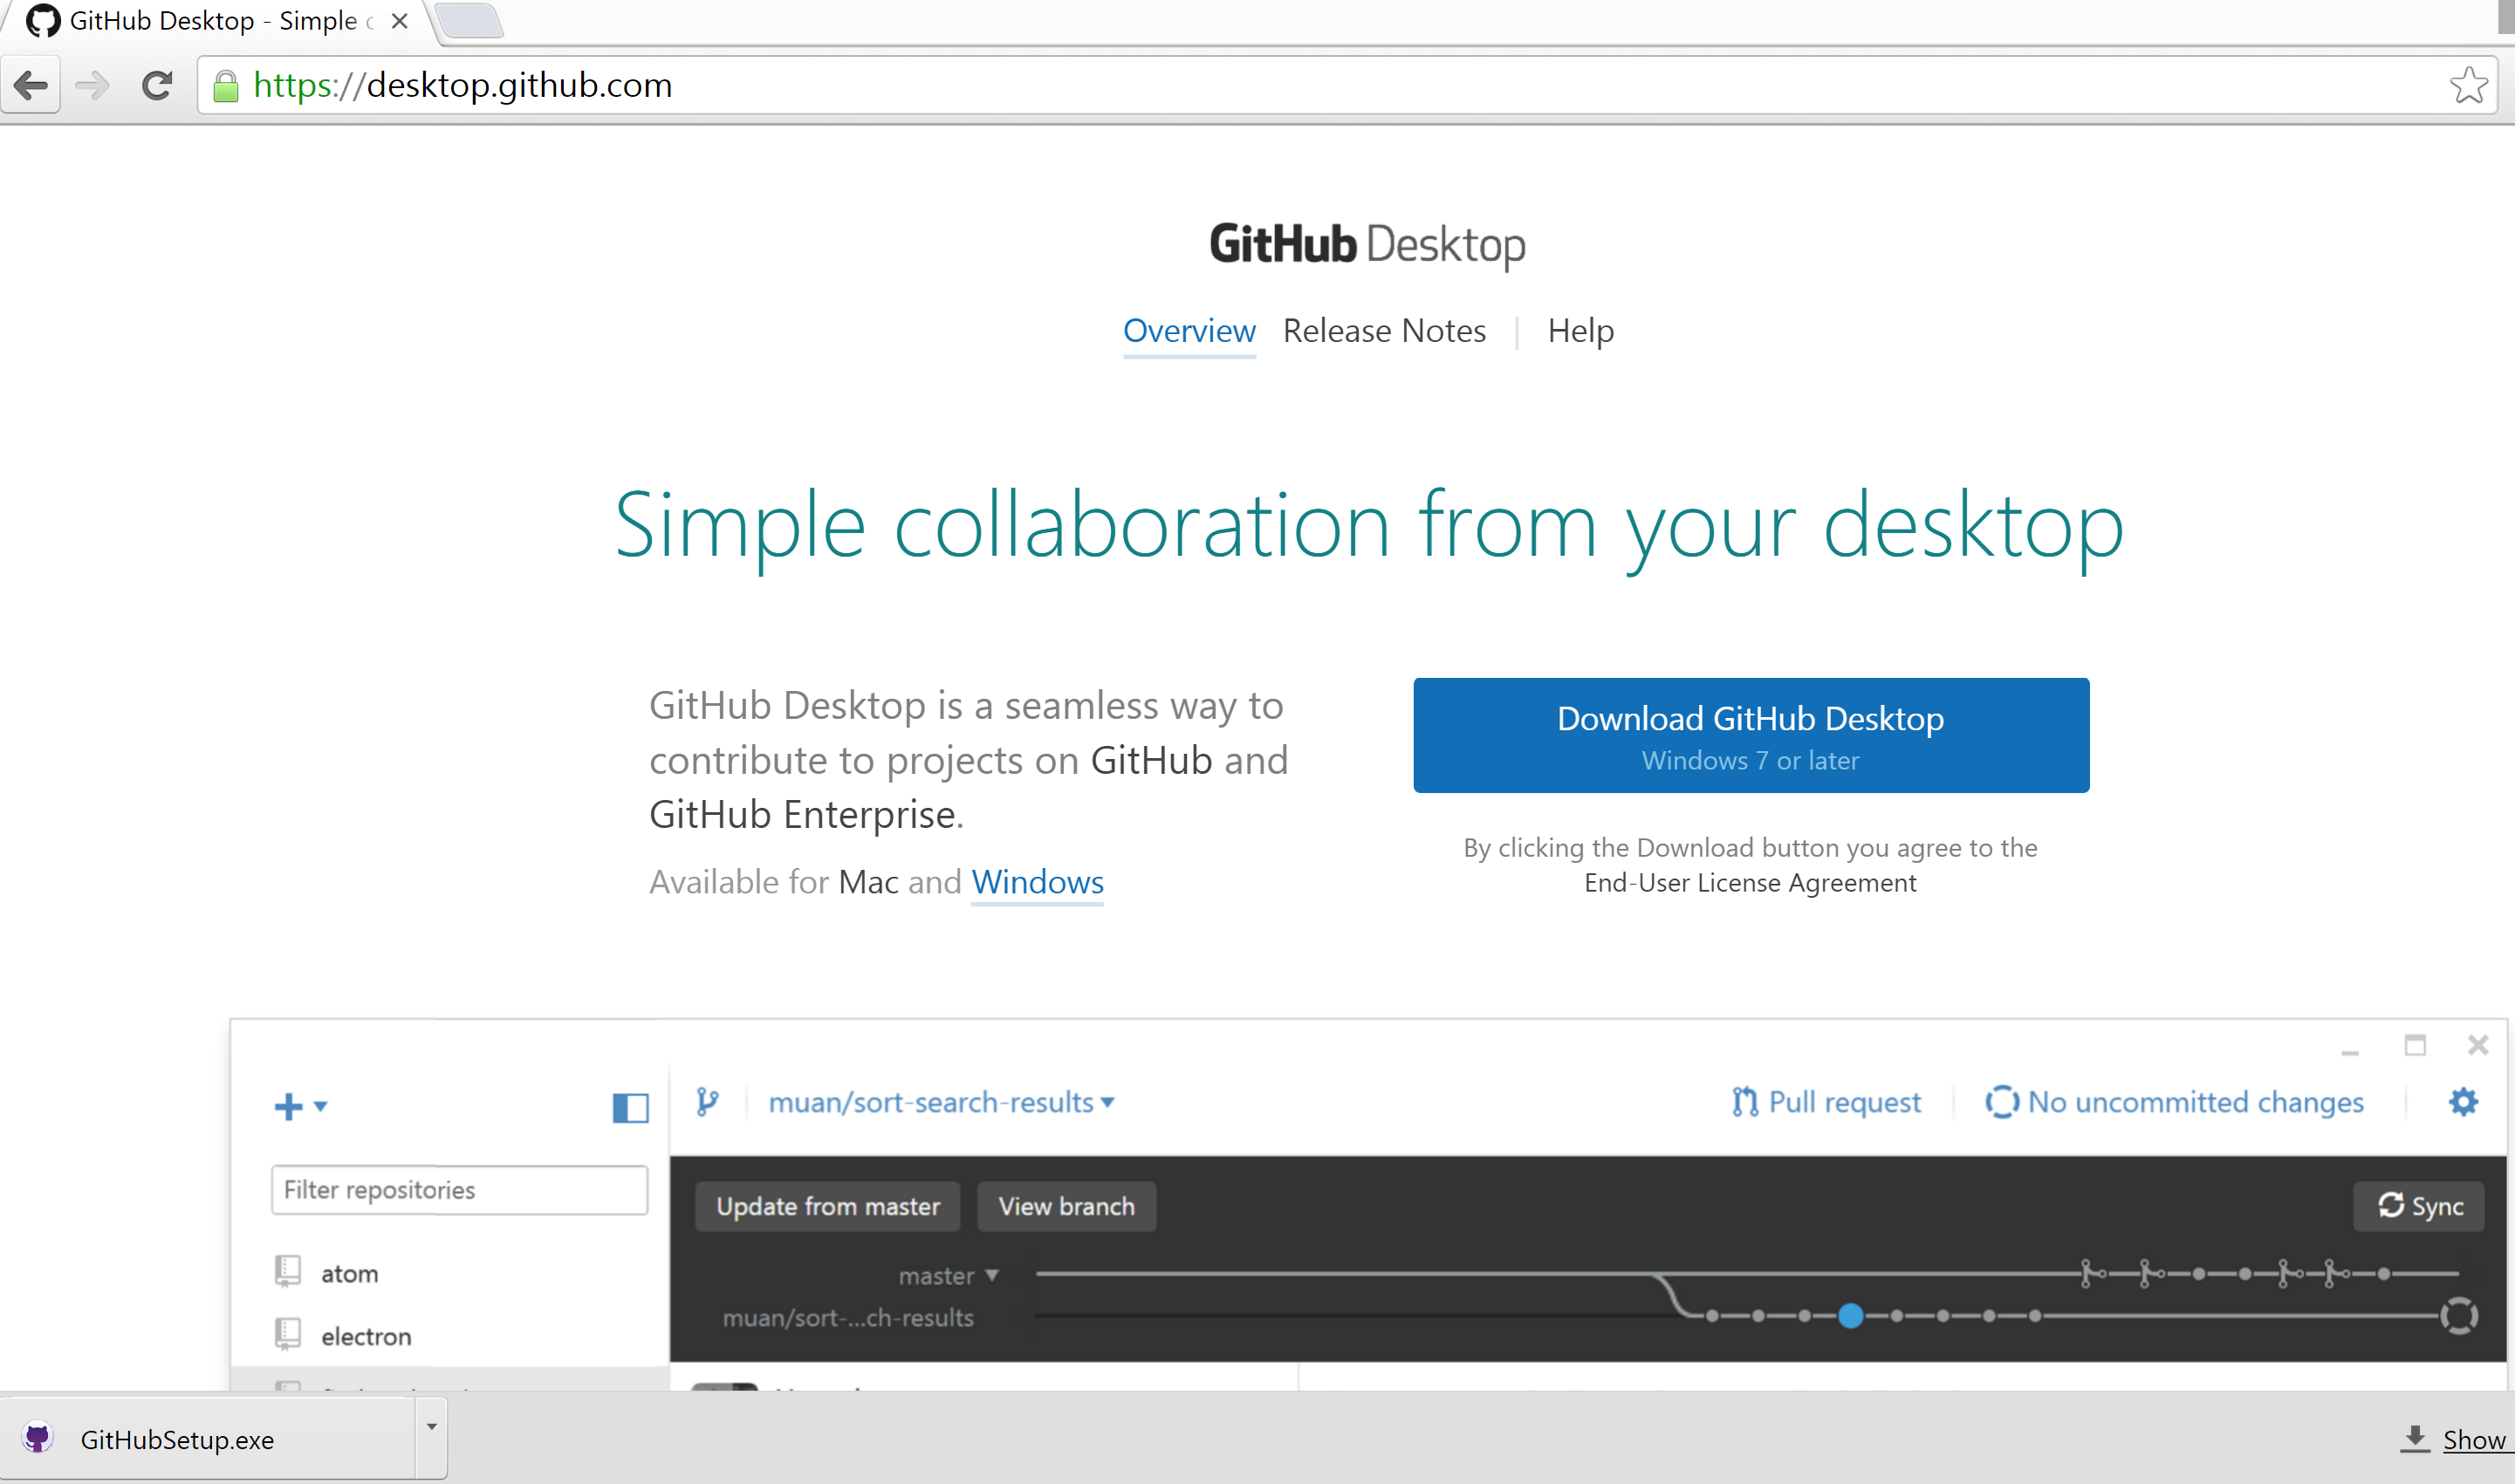 GitHub Desktop - Simple
https://desktop.github.com
GitHub Desktop
Overview Release Notes | Help
Simple collaboration from your desktop
GitHub Desktop is a seamless way to
contribute to projects on GitHub and
GitHub Enterprise.
Available for Mac and Windows
Download GitHub Desktop
Windows 7 or later
By clicking the Download button you agree to the
End-User License Agreement
muan/sort-search-results
Pull request
No uncommitted changes
Filter repositories
Update from master
View branch
Sync
atom
master
muan/sort-...ch-results
electron
GitHubSetup.exe
Show